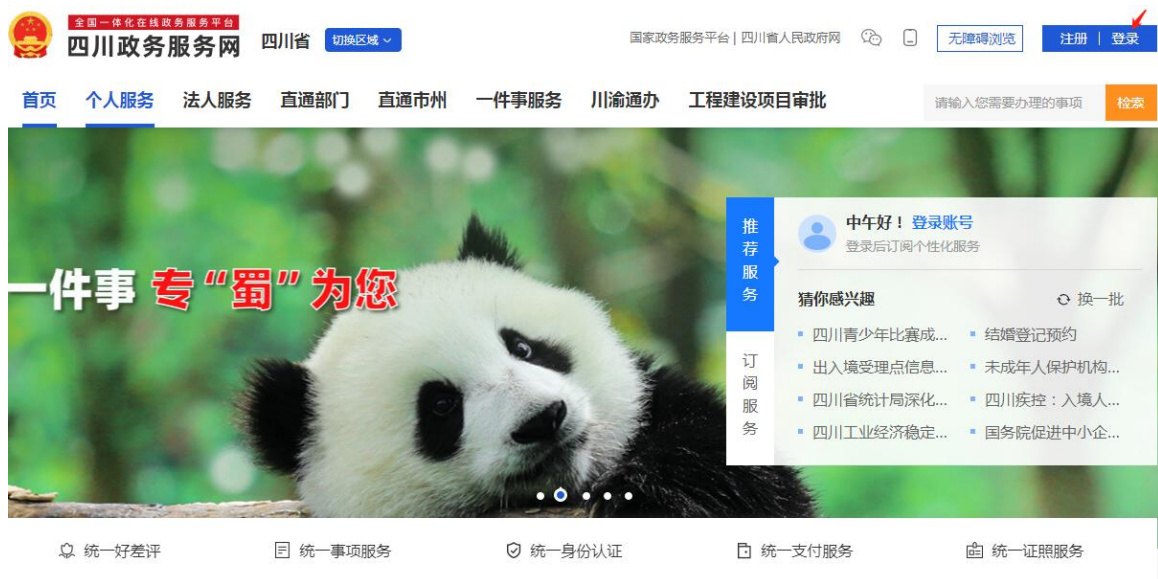 全国一体化在线政务服务平台
四川政务服务网
四川省
切换区域
国家政务服务平台 | 四川省人民政府网
无障碍浏览
注册 | 登录
首页 个人服务 法人服务 直通部门 直通市州 一件事服务 川渝通办 工程建设项目审批
请输入您需要办理的事项
检索
一件事 专“蜀”为您
推荐服务
订阅服务
中午好！ 登录账号
登录后订阅个性化服务
猜你感兴趣
换一批
四川青少年比赛成... 结婚登记预约
出入境受理点信息... 未成年人保护机构...
四川省统计局深化... 四川疾控：入境人...
四川工业经济稳定... 国务院促进中小企...
统一好差评 统一事项服务 统一身份认证 统一支付服务 统一证照服务